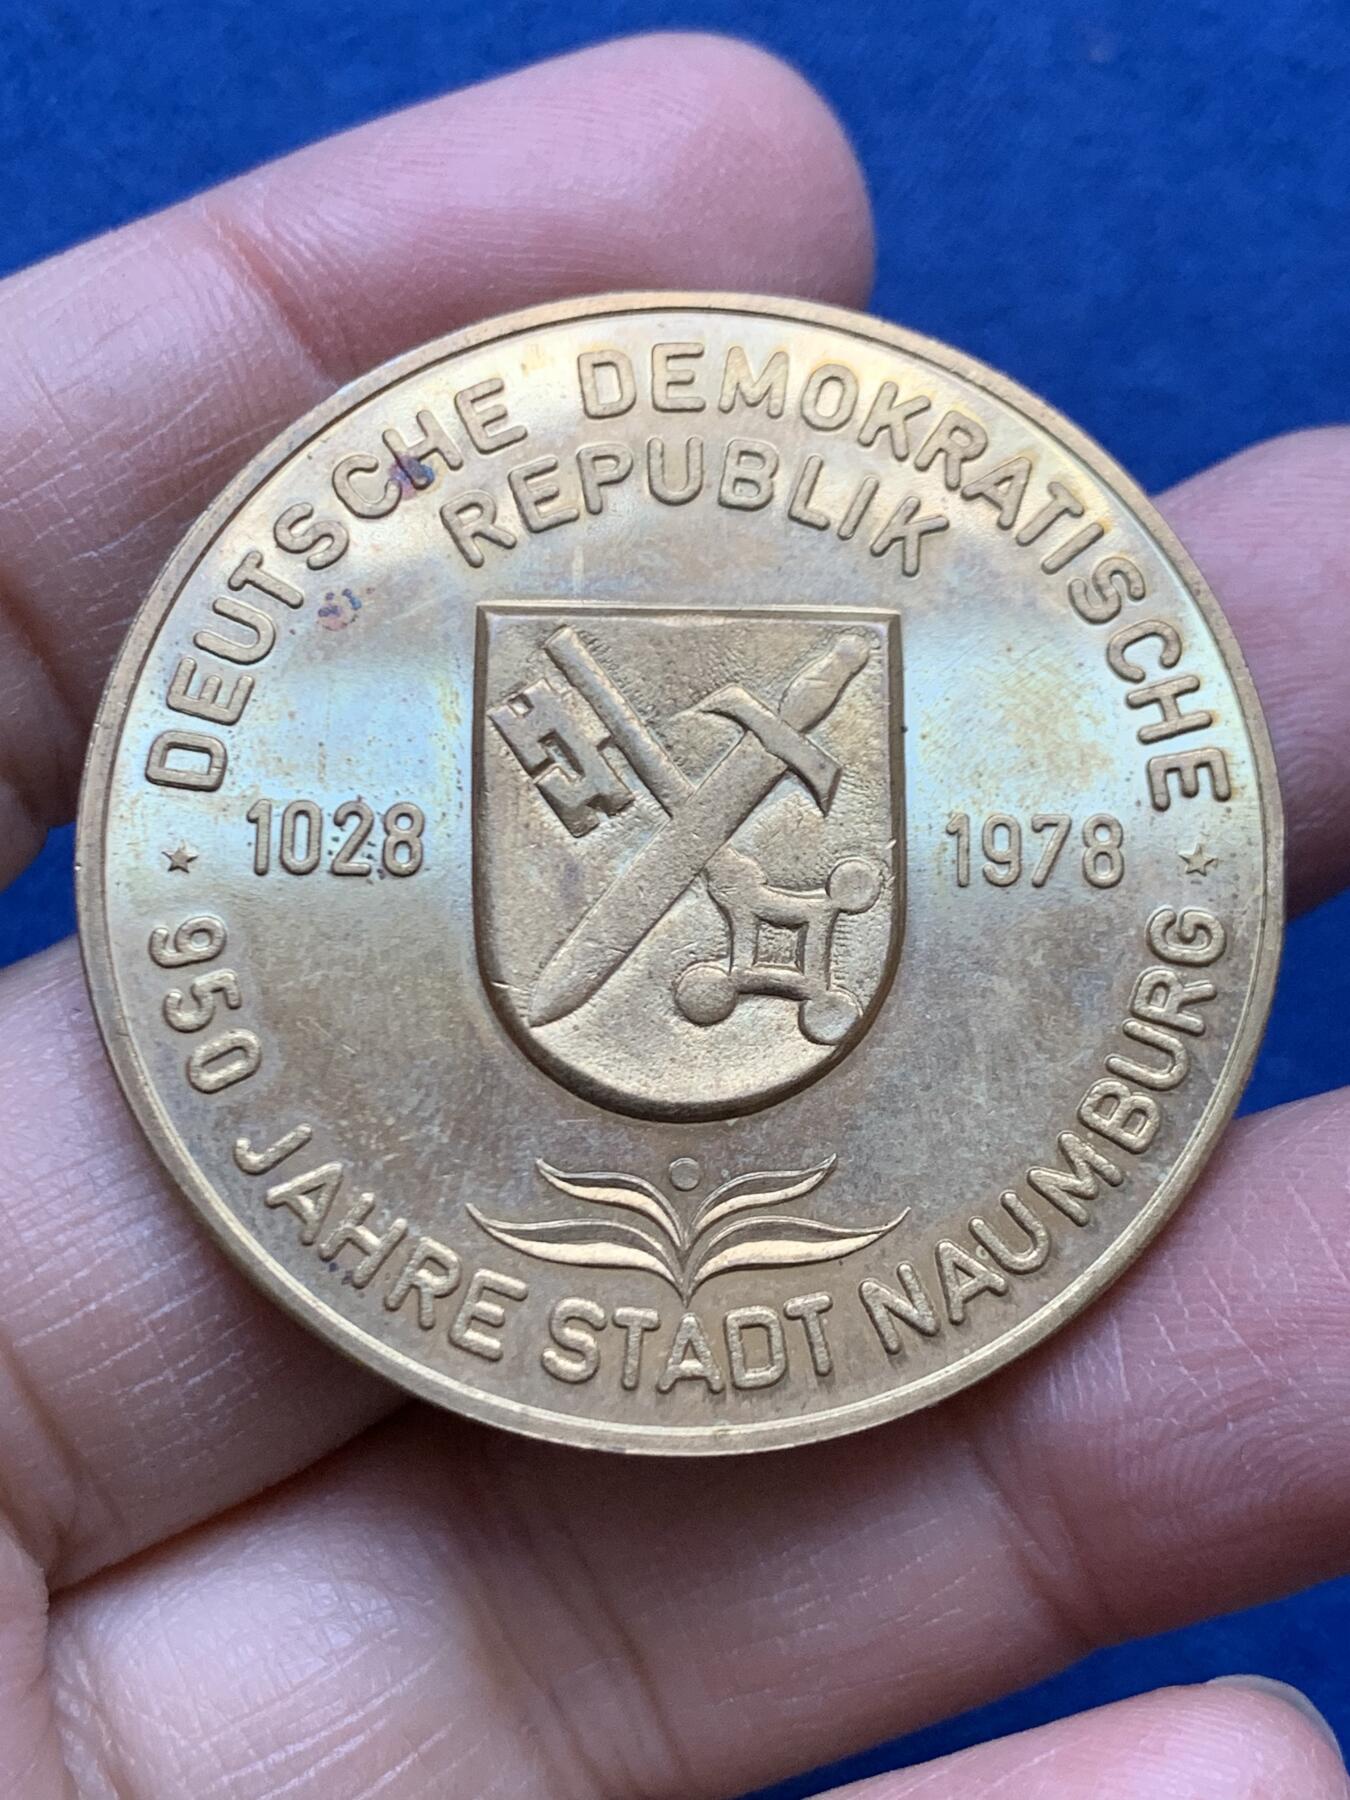 DEUTSCHE DEMOKRATISCHE
REPUBLIK
1028
1978
950 JAHRE STADT NAUMBURG